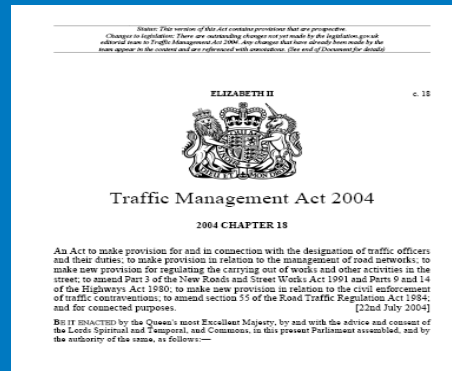 Status: This version of this Act contains provisions that are prospective.
Changes to legislation: There are outstanding changes not yet made by the legislation.gov.uk
editorial team to Traffic Management Act 2004. Any changes that have already been made by the
team appear in the content and are referenced with annotations. (See end of Document for details)
ELIZABETH II c. 18
DIEU ET MON DROIT
Traffic Management Act 2004
2004 CHAPTER 18
An Act to make provision for and in connection with the designation of traffic officers
and their duties; to make provision in relation to the management of road networks; to
make new provision for regulating the carrying out of works and other activities in the
street; to amend Part 3 of the New Roads and Street Works Act 1991 and Parts 9 and 14
of the Highways Act 1980; to make new provision in relation to the civil enforcement
of traffic contraventions; to amend section 55 of the Road Traffic Regulation Act 1984;
and for connected purposes. [22nd July 2004]
BE IT ENACTED by the Queen's most Excellent Majesty, by and with the advice and consent of
the Lords Spiritual and Temporal, and Commons, in this present Parliament assembled, and by
the authority of the same, as follows:—